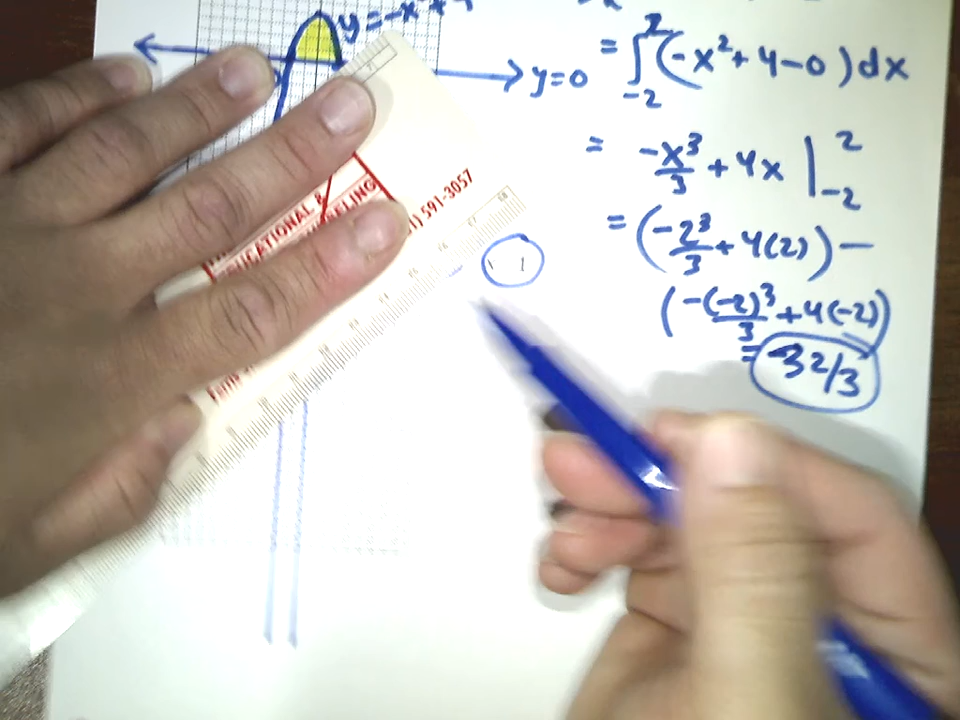 y=-x²+4
y=0
= ∫₋₂² (-x²+4-0)dx
= -x³/3 + 4x |₋₂²
= (-2³/3 + 4(2)) -
(-(-2)³/3 + 4(-2))
= 32/3
591-3057